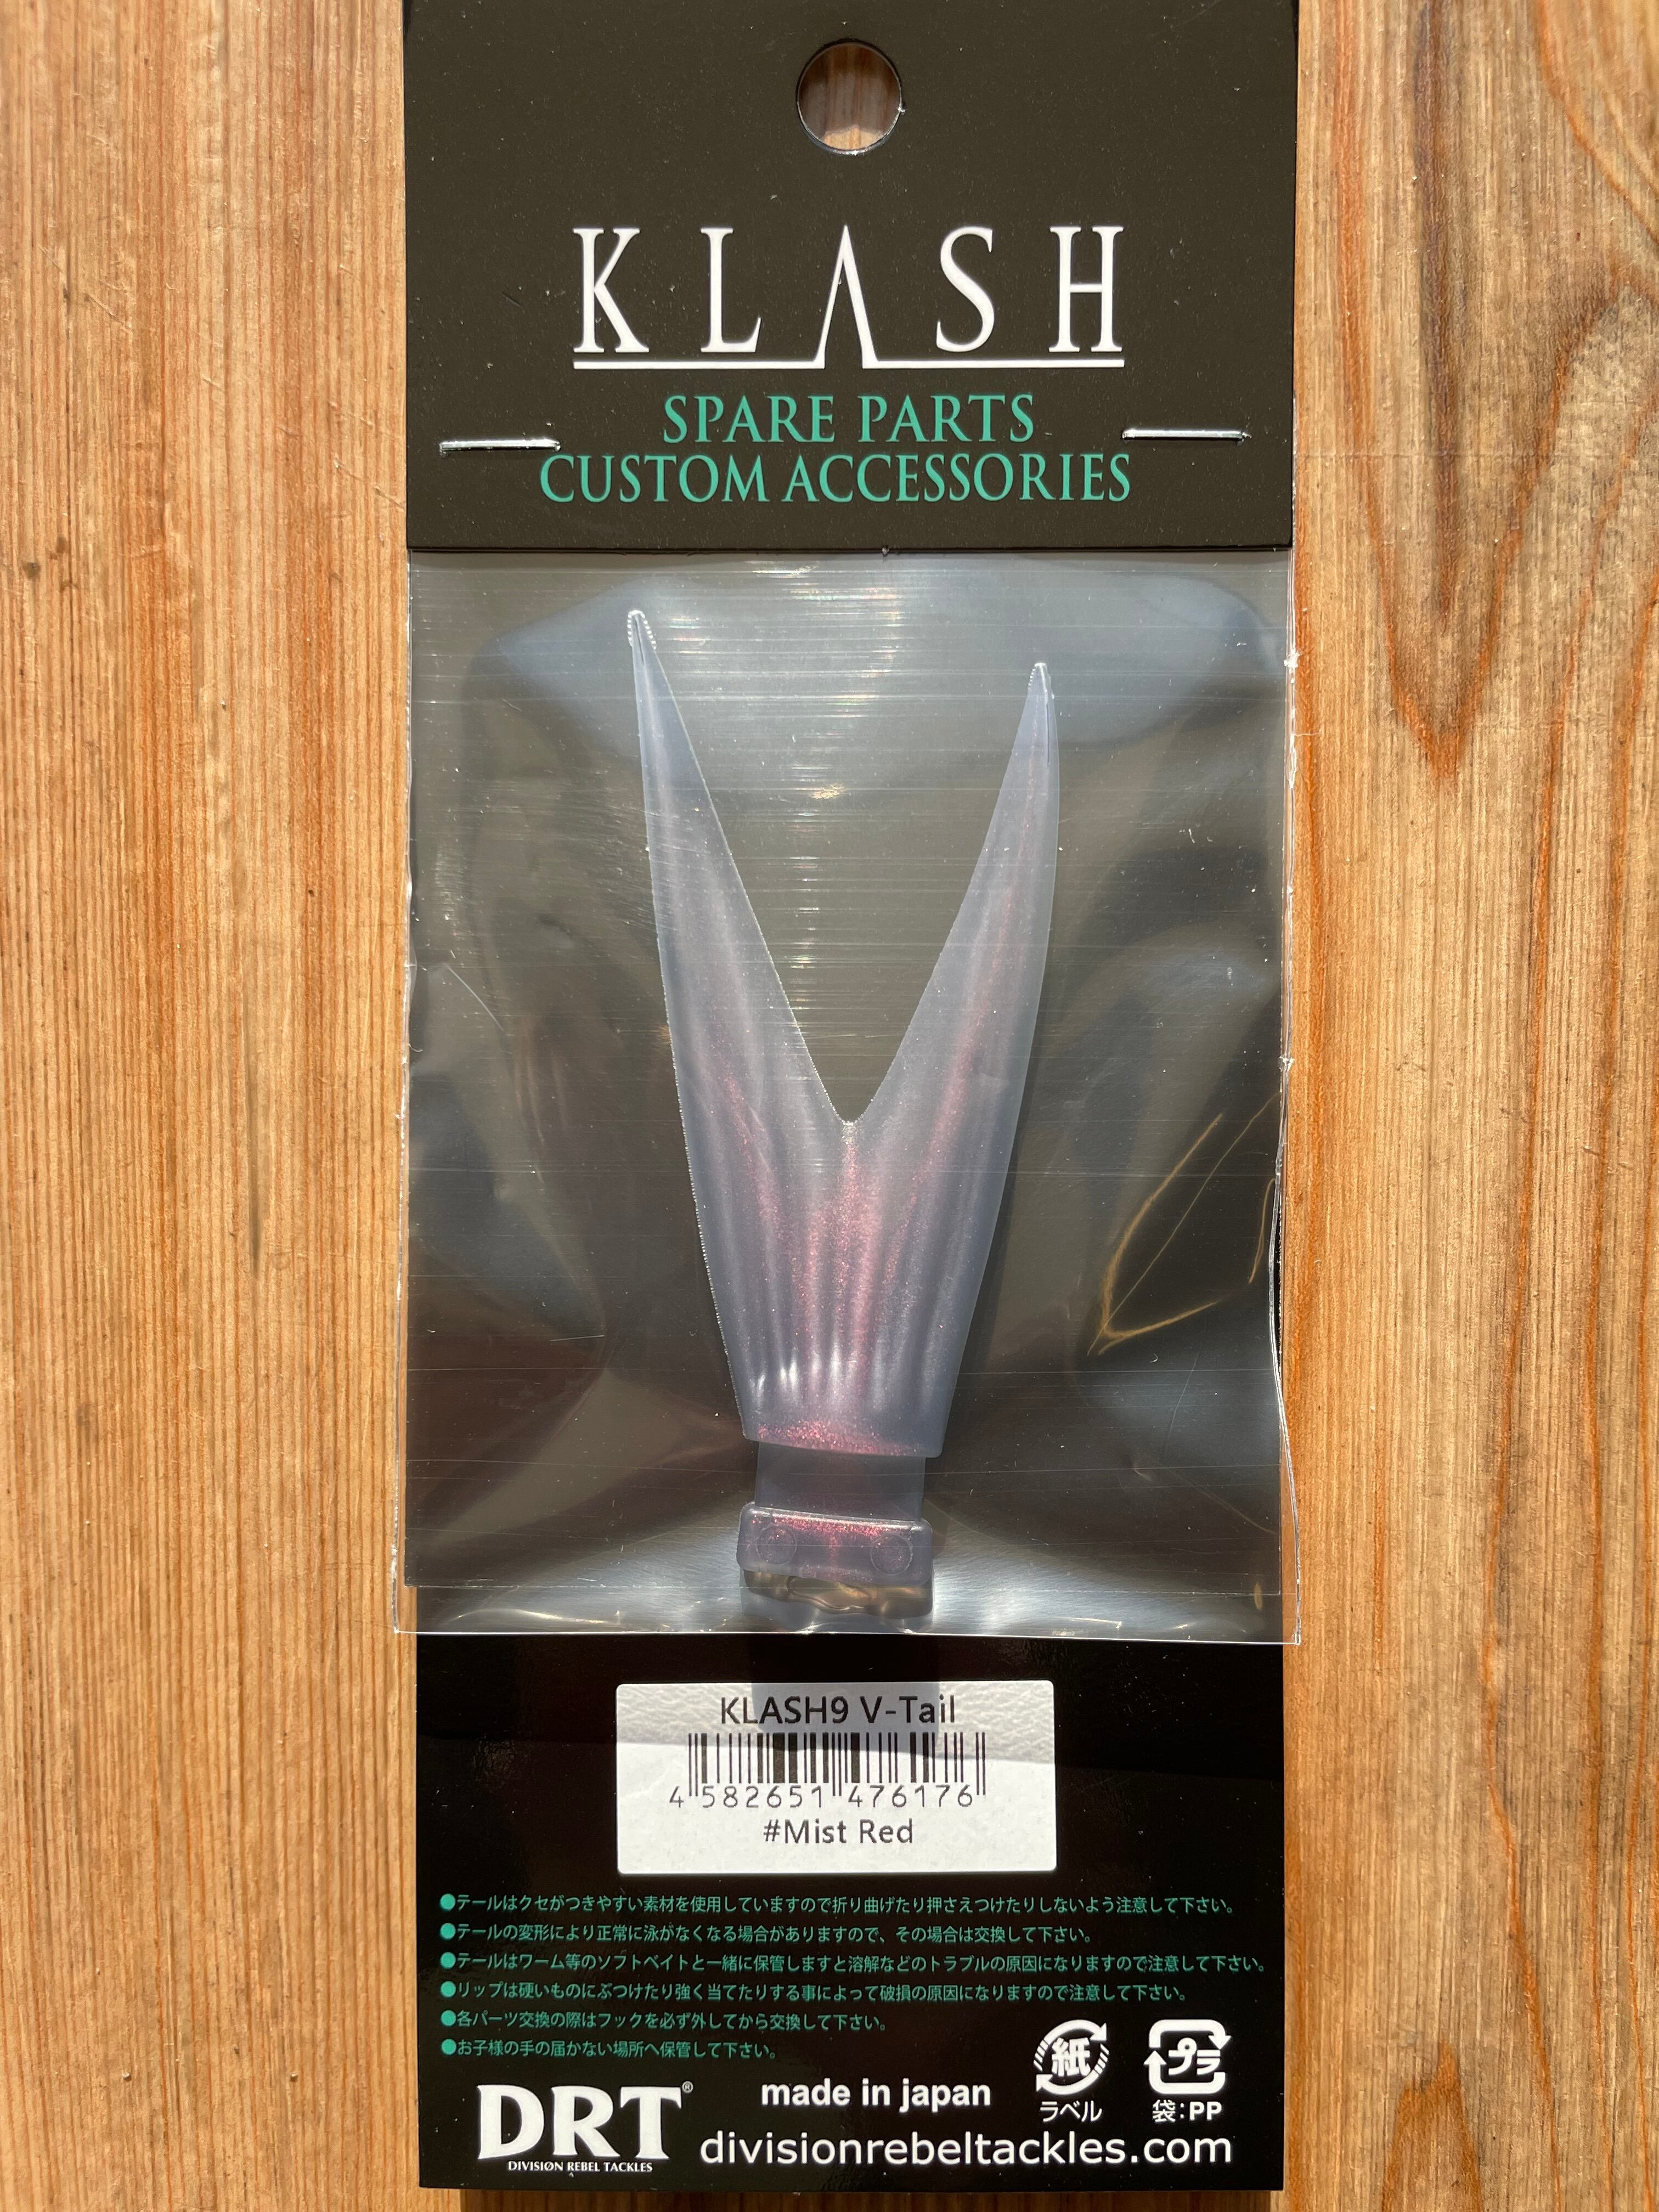 KLASH
SPARE PARTS
CUSTOM ACCESSORIES
KLASH9 V-Tail
4 582651 476176
#Mist Red
●テールはクセがつきやすい素材を使用していますので折り曲げたり押さえつけたりしないよう注意して下さい。
●テールの変形により正常に泳がなくなる場合がありますので、その場合は交換して下さい。
●テールはワーム等のソフトベイトと一緒に保管しますと溶解などのトラブルの原因になりますので注意して下さい。
●リップは硬いものにぶつけたり強く当てたりする事によって破損の原因になりますので注意して下さい。
●各パーツ交換の際はフックを必ず外してから交換して下さい。
●お子様の手の届かない場所へ保管して下さい。
紙
ラベル
プラ
袋:PP
DRT®
DIVISION REBEL TACKLES
made in japan
divisionrebeltackles.com